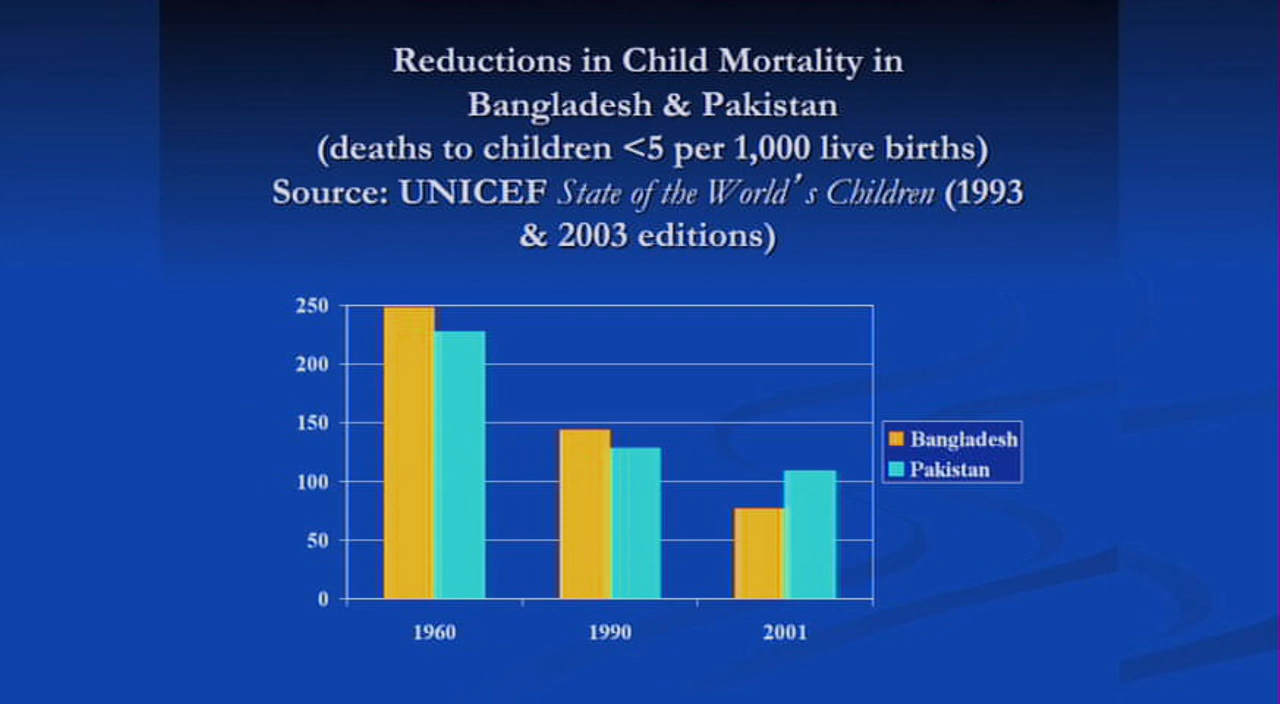 Reductions in Child Mortality in
Bangladesh & Pakistan
(deaths to children <5 per 1,000 live births)
Source: UNICEF State of the World’s Children (1993
& 2003 editions)
250
200
150
100
50
0
1960 1990 2001
Bangladesh
Pakistan